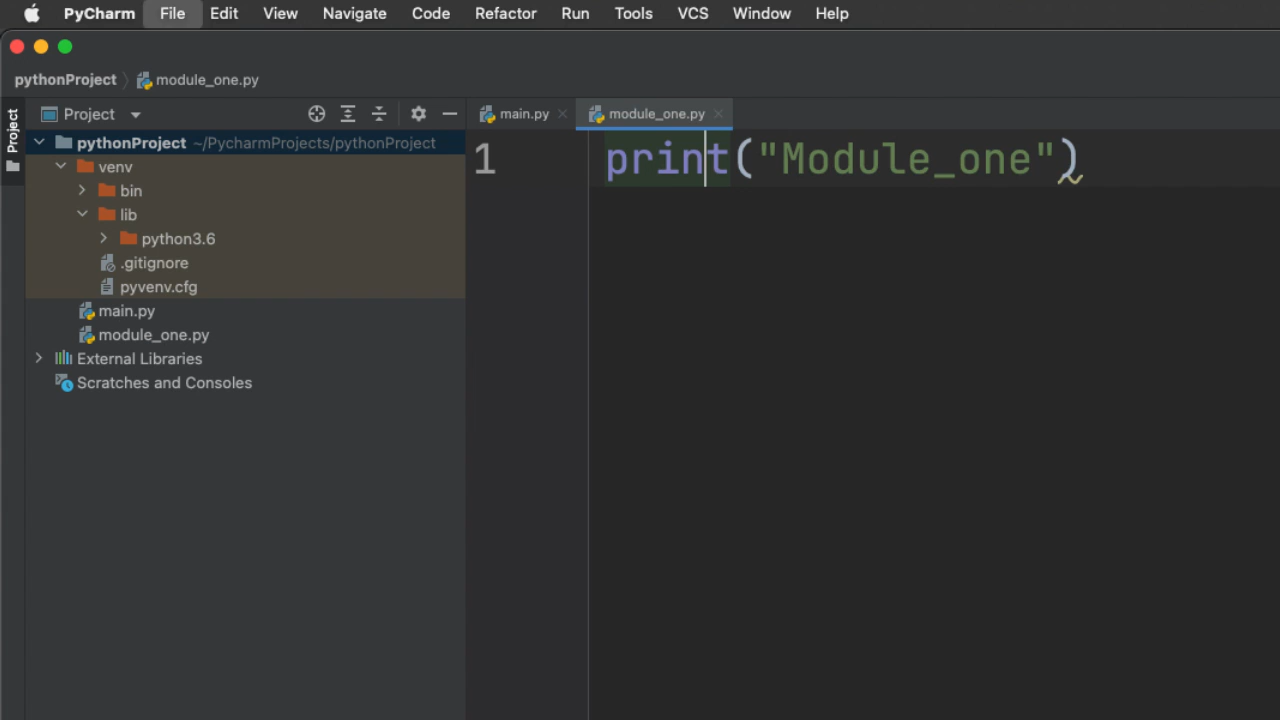 PyCharm File Edit View Navigate Code Refactor Run Tools VCS Window Help
pythonProject module_one.py
Project
Project
main.py module_one.py
pythonProject ~/PycharmProjects/pythonProject
venv
bin
lib
python3.6
.gitignore
pyvenv.cfg
main.py
module_one.py
External Libraries
Scratches and Consoles
1 print("Module_one")